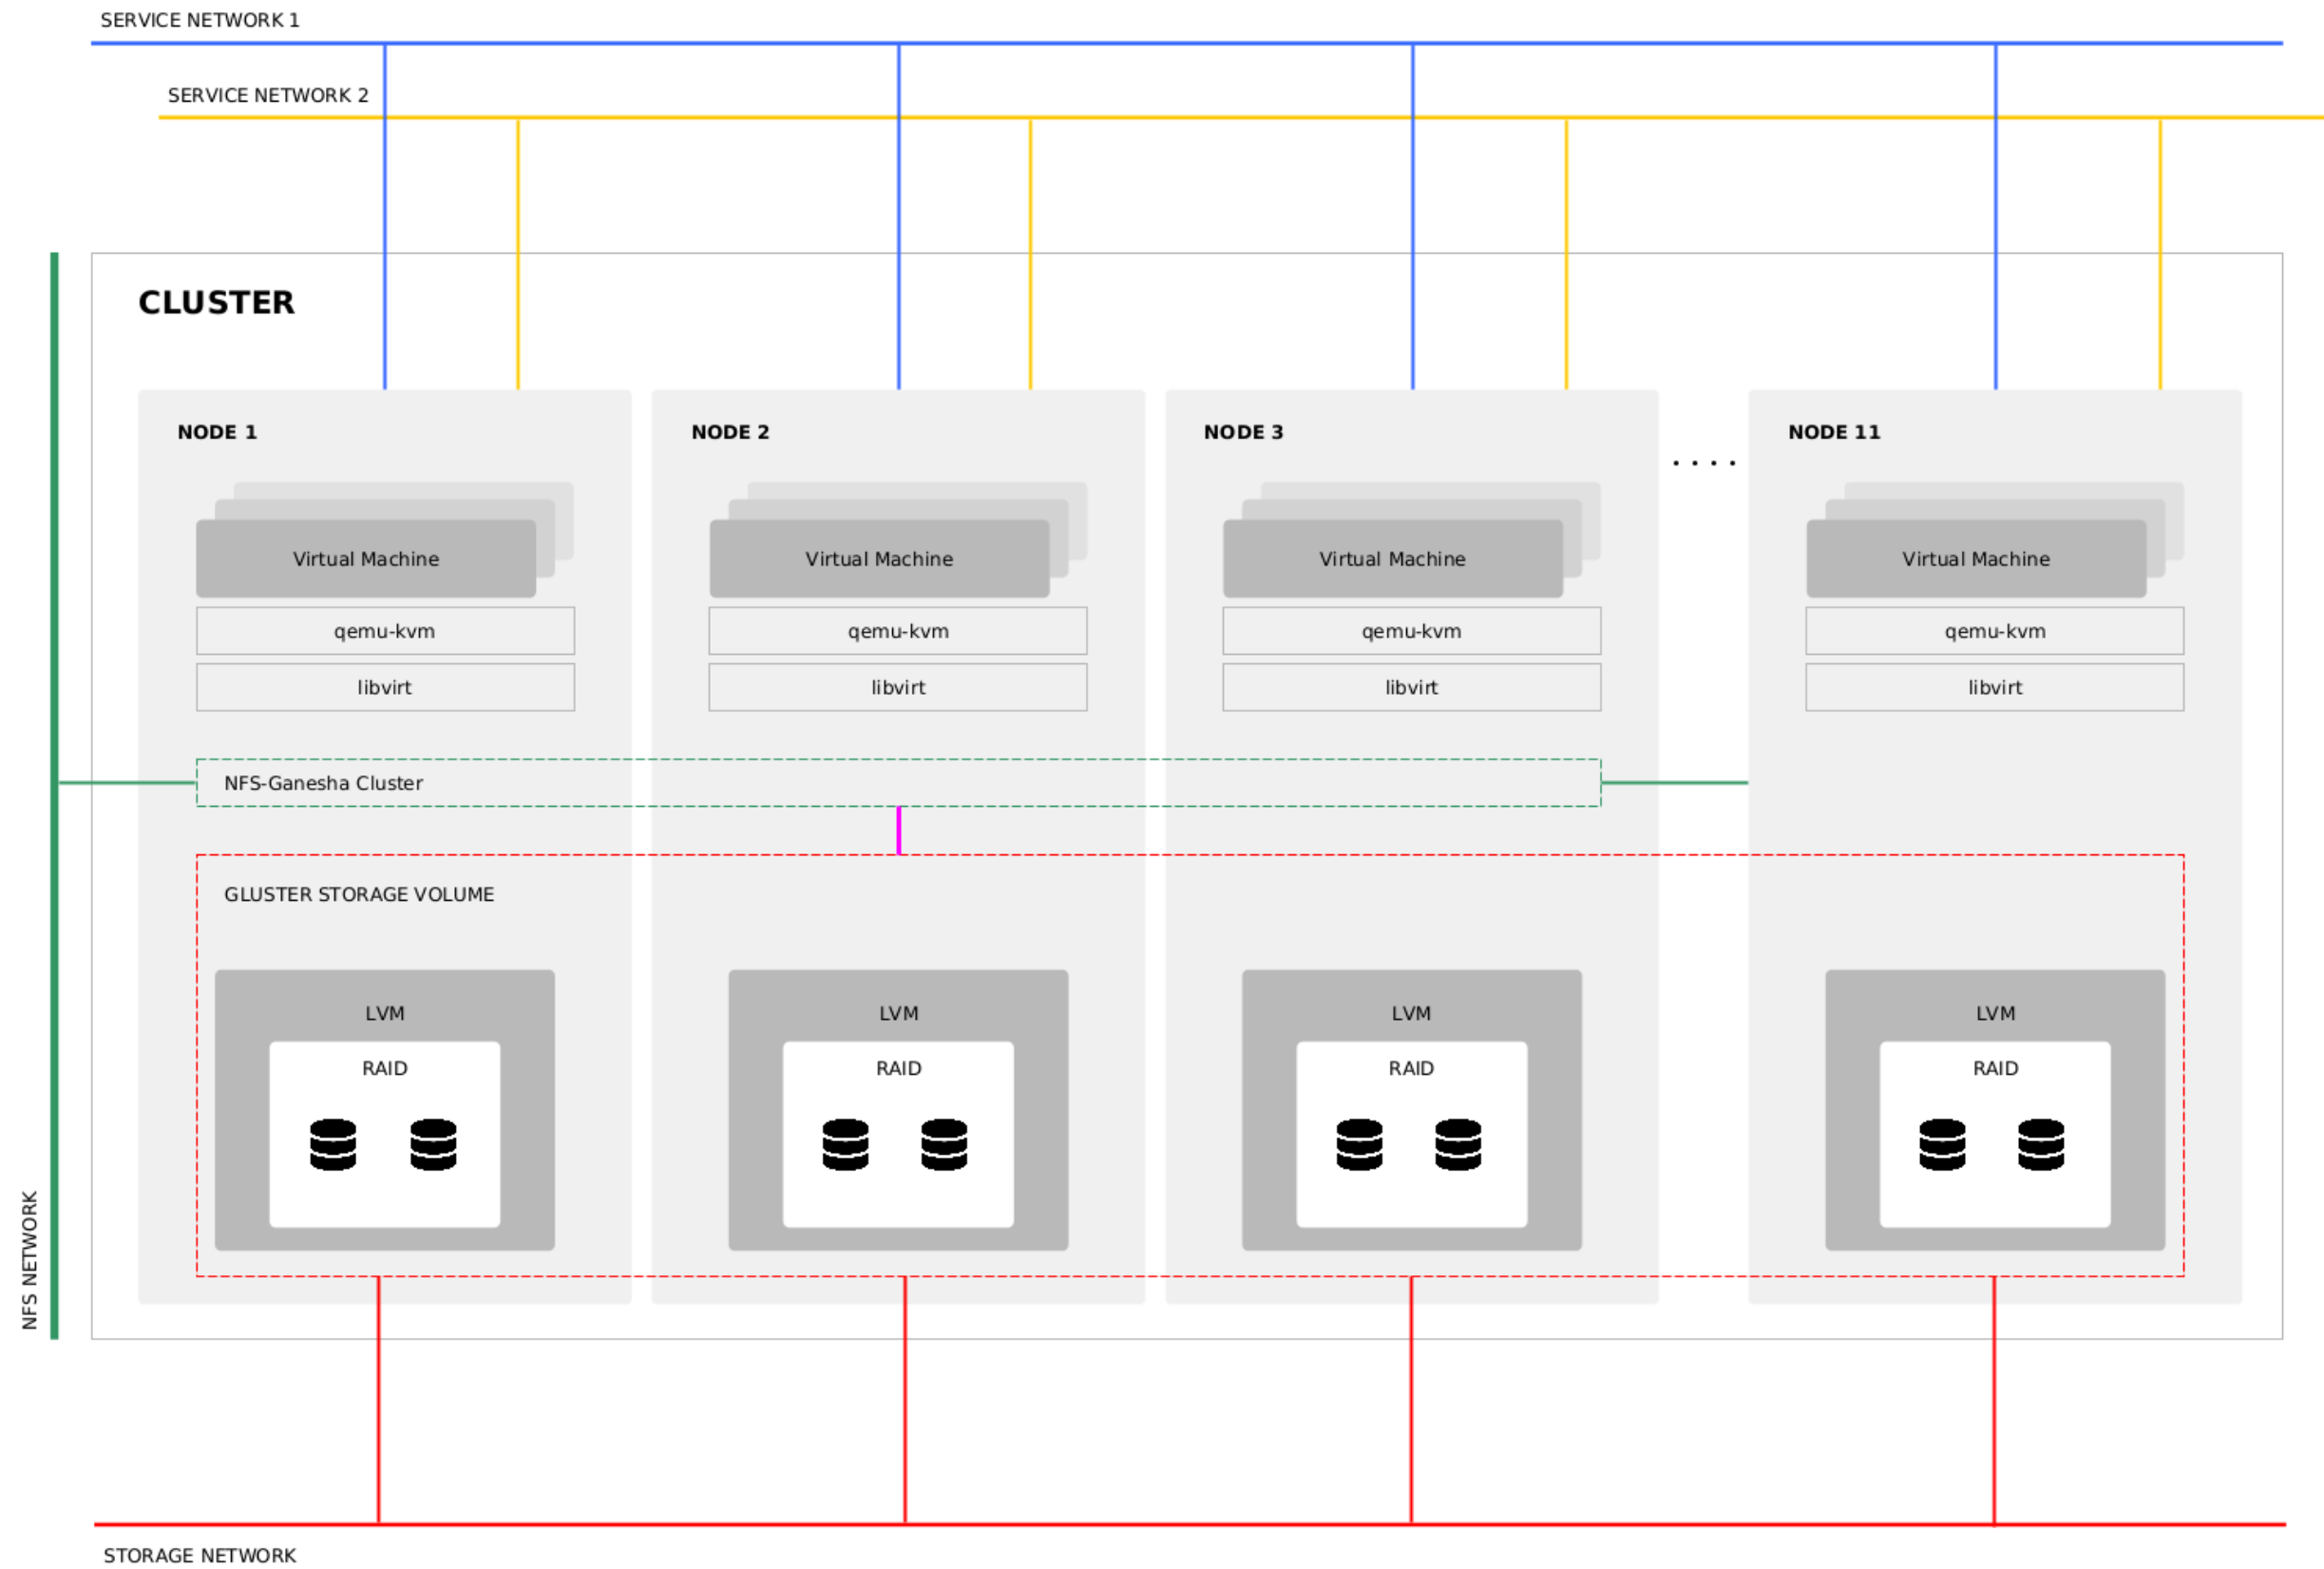 SERVICE NETWORK 1
SERVICE NETWORK 2
CLUSTER
NODE 1
NODE 2
NODE 3
. . . .
NODE 11
Virtual Machine
Virtual Machine
Virtual Machine
Virtual Machine
qemu-kvm
qemu-kvm
qemu-kvm
qemu-kvm
libvirt
libvirt
libvirt
libvirt
NFS-Ganesha Cluster
GLUSTER STORAGE VOLUME
LVM
LVM
LVM
LVM
RAID
RAID
RAID
RAID
NFS NETWORK
STORAGE NETWORK